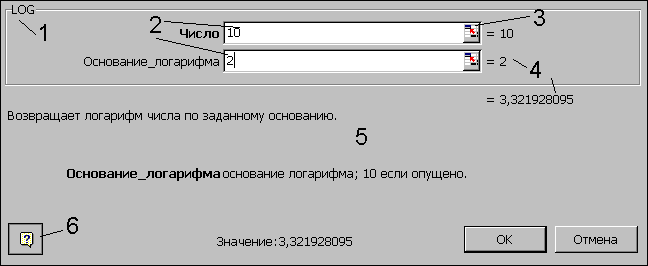 LOG
1
2
3
Число 10 = 10
Основание_логарифма 2 = 2
4
= 3,321928095
Возвращает логарифм числа по заданному основанию.
5
Основание_логарифма основание логарифма; 10 если опущено.
? 6
Значение:3,321928095 OK Отмена